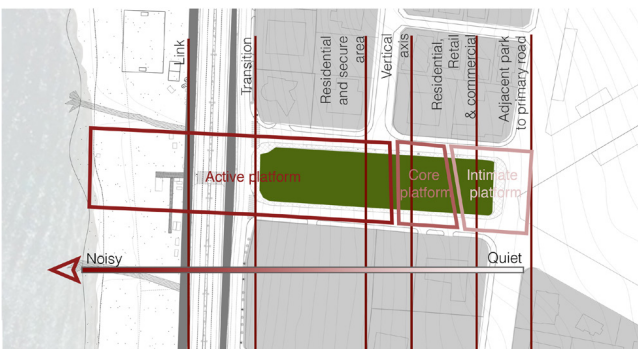 Link
Transition
Residential
and secure
area
Vertical
axis
Residential,
Retail
& commercial
Adjacent park
to primary road
Active platform
Core
platform
Intimate
platform
Noisy
Quiet